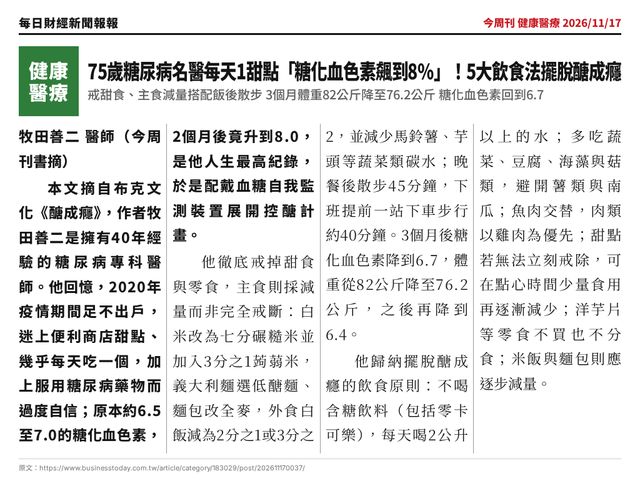 每日財經新聞報報
今周刊 健康醫療 2026/11/17
健康
醫療
75歲糖尿病名醫每天1甜點「糖化血色素飆到8%」！5大飲食法擺脫醣成癮
戒甜食、主食減量搭配飯後散步 3個月體重82公斤降至76.2公斤 糖化血色素回到6.7
牧田善二 醫師（今周
刊書摘）
本文摘自布克文
化《醣成癮》，作者牧
田善二是擁有40年經
驗的糖尿病專科醫
師。他回憶，2020年
疫情期間足不出戶，
迷上便利商店甜點、
幾乎每天吃一個，加
上服用糖尿病藥物而
過度自信；原本約6.5
至7.0的糖化血色素，
2個月後竟升到8.0，
是他人生最高紀錄，
於是配戴血糖自我監
測裝置展開控醣計
畫。
他徹底戒掉甜食
與零食，主食則採減
量而非完全戒斷：白
米改為七分碾糙米並
加入3分之1蒟蒻米，
義大利麵選低醣麵、
麵包改全麥，外食白
飯減為2分之1或3分之
2，並減少馬鈴薯、芋
頭等蔬菜類碳水；晚
餐後散步45分鐘，下
班提前一站下車步行
約40分鐘。3個月後糖
化血色素降到6.7，體
重從82公斤降至76.2
公斤，之後再降到
6.4。
他歸納擺脫醣成
癮的飲食原則：不喝
含糖飲料（包括零卡
可樂），每天喝2公升
以上的水；多吃蔬
菜、豆腐、海藻與菇
類，避開薯類與南
瓜；魚肉交替，肉類
以雞肉為優先；甜點
若無法立刻戒除，可
在點心時間少量食用
再逐漸減少；洋芋片
等零食不買也不分
食；米飯與麵包則應
逐步減量。
原文：https://www.businesstoday.com.tw/article/category/183029/post/202611170037/